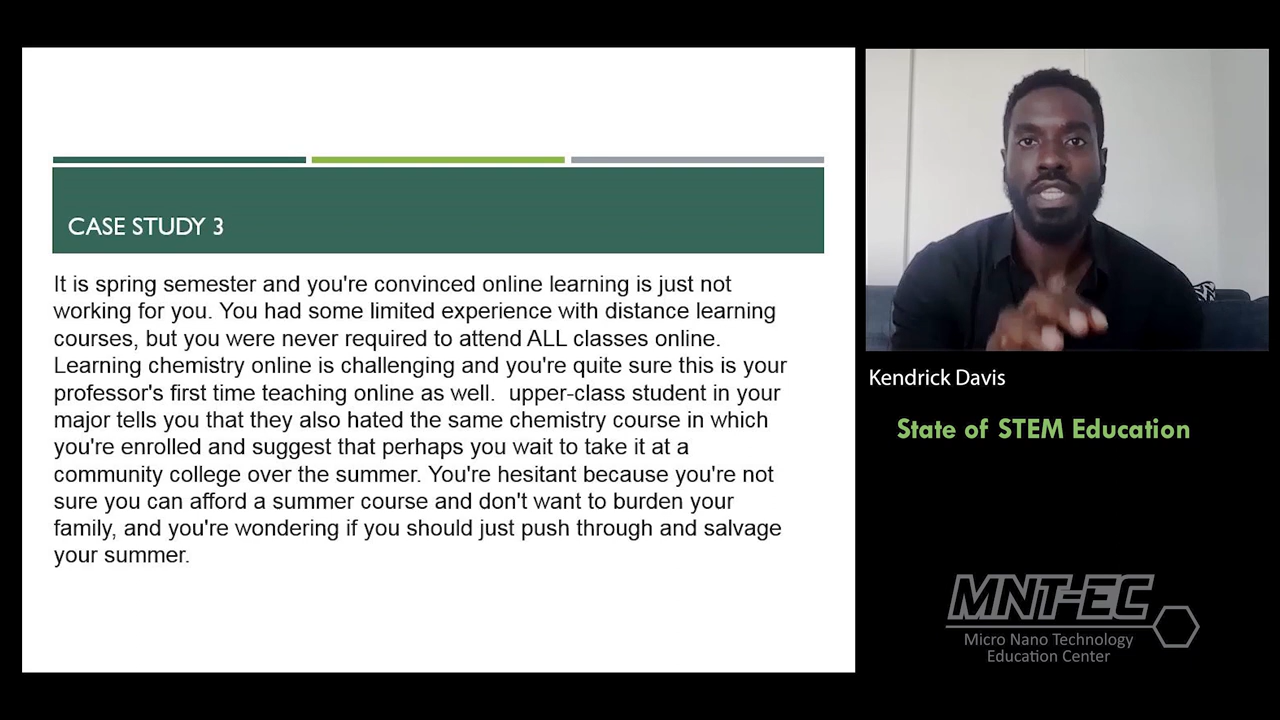 CASE STUDY 3
It is spring semester and you're convinced online learning is just not
working for you. You had some limited experience with distance learning
courses, but you were never required to attend ALL classes online.
Learning chemistry online is challenging and you're quite sure this is your
professor's first time teaching online as well.  upper-class student in your
major tells you that they also hated the same chemistry course in which
you're enrolled and suggest that perhaps you wait to take it at a
community college over the summer. You're hesitant because you're not
sure you can afford a summer course and don't want to burden your
family, and you're wondering if you should just push through and salvage
your summer.
Kendrick Davis
State of STEM Education
MNT-EC
Micro Nano Technology
Education Center